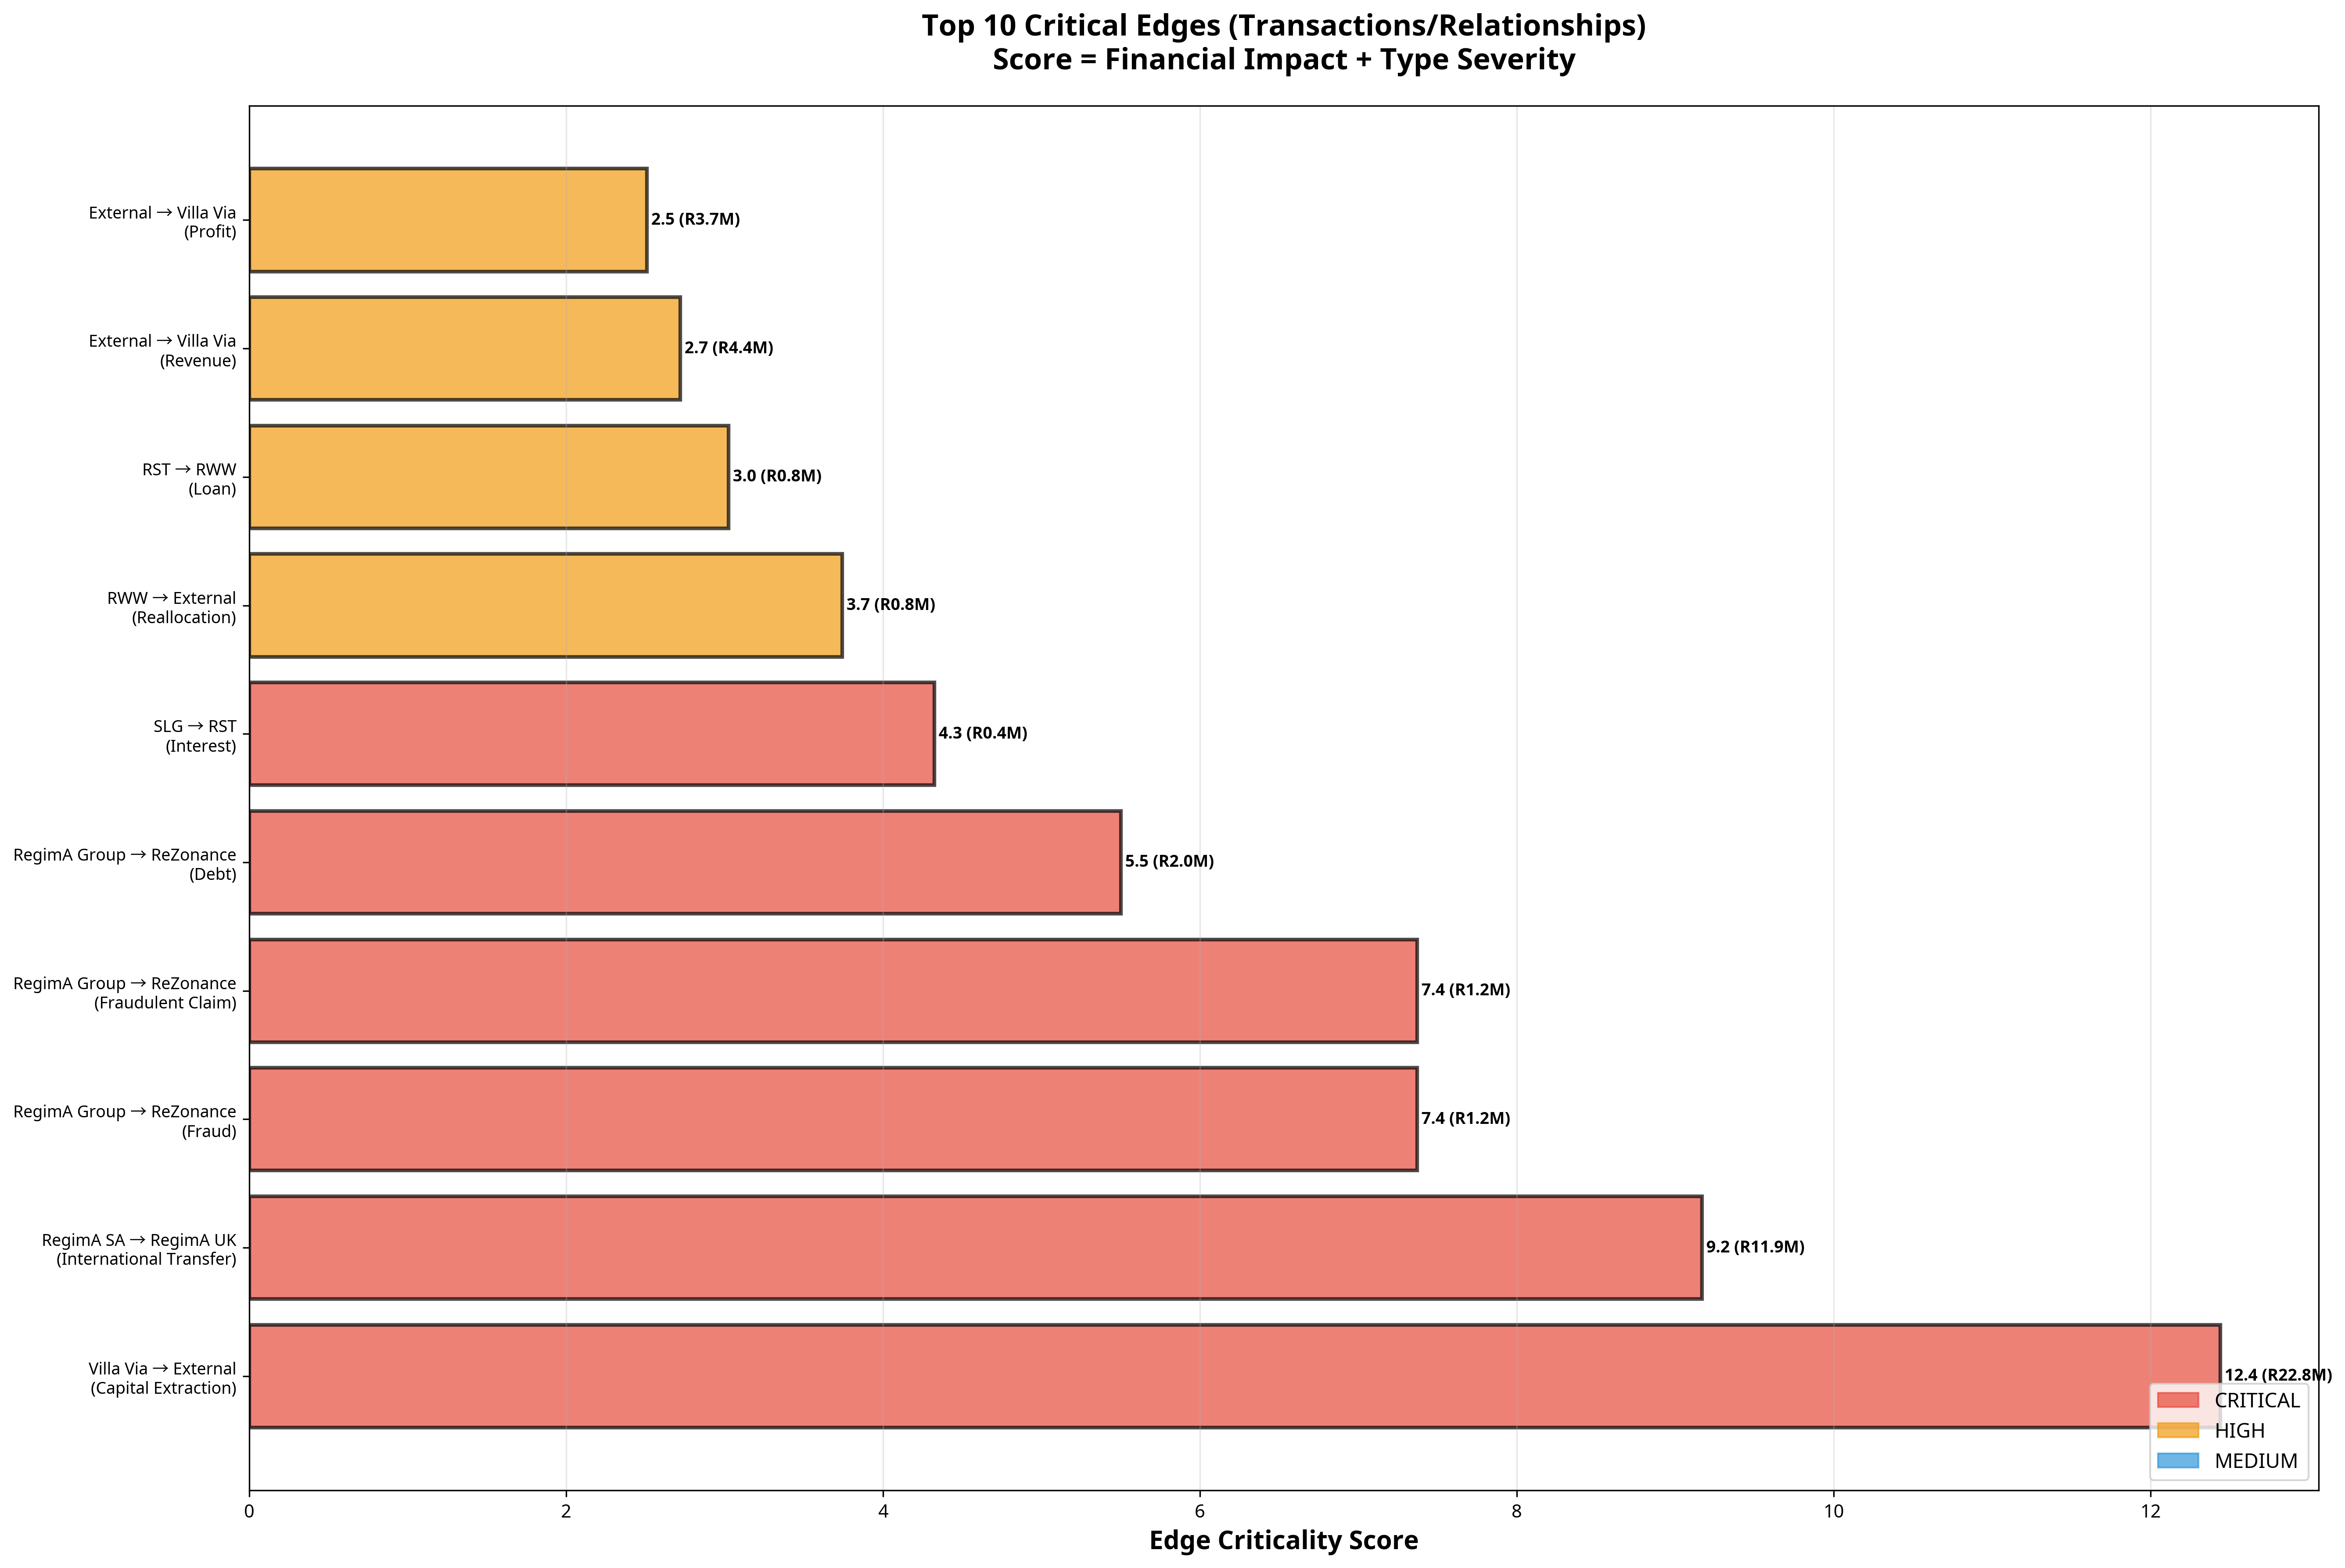 Top 10 Critical Edges (Transactions/Relationships)
Score = Financial Impact + Type Severity
External → Villa Via
(Profit)
2.5 (R3.7M)
External → Villa Via
(Revenue)
2.7 (R4.4M)
RST → RWW
(Loan)
3.0 (R0.8M)
RWW → External
(Reallocation)
3.7 (R0.8M)
SLG → RST
(Interest)
4.3 (R0.4M)
RegimA Group → ReZonance
(Debt)
5.5 (R2.0M)
RegimA Group → ReZonance
(Fraudulent Claim)
7.4 (R1.2M)
RegimA Group → ReZonance
(Fraud)
7.4 (R1.2M)
RegimA SA → RegimA UK
(International Transfer)
9.2 (R11.9M)
Villa Via → External
(Capital Extraction)
12.4 (R22.8M)
CRITICAL
HIGH
MEDIUM
0 2 4 6 8 10 12
Edge Criticality Score